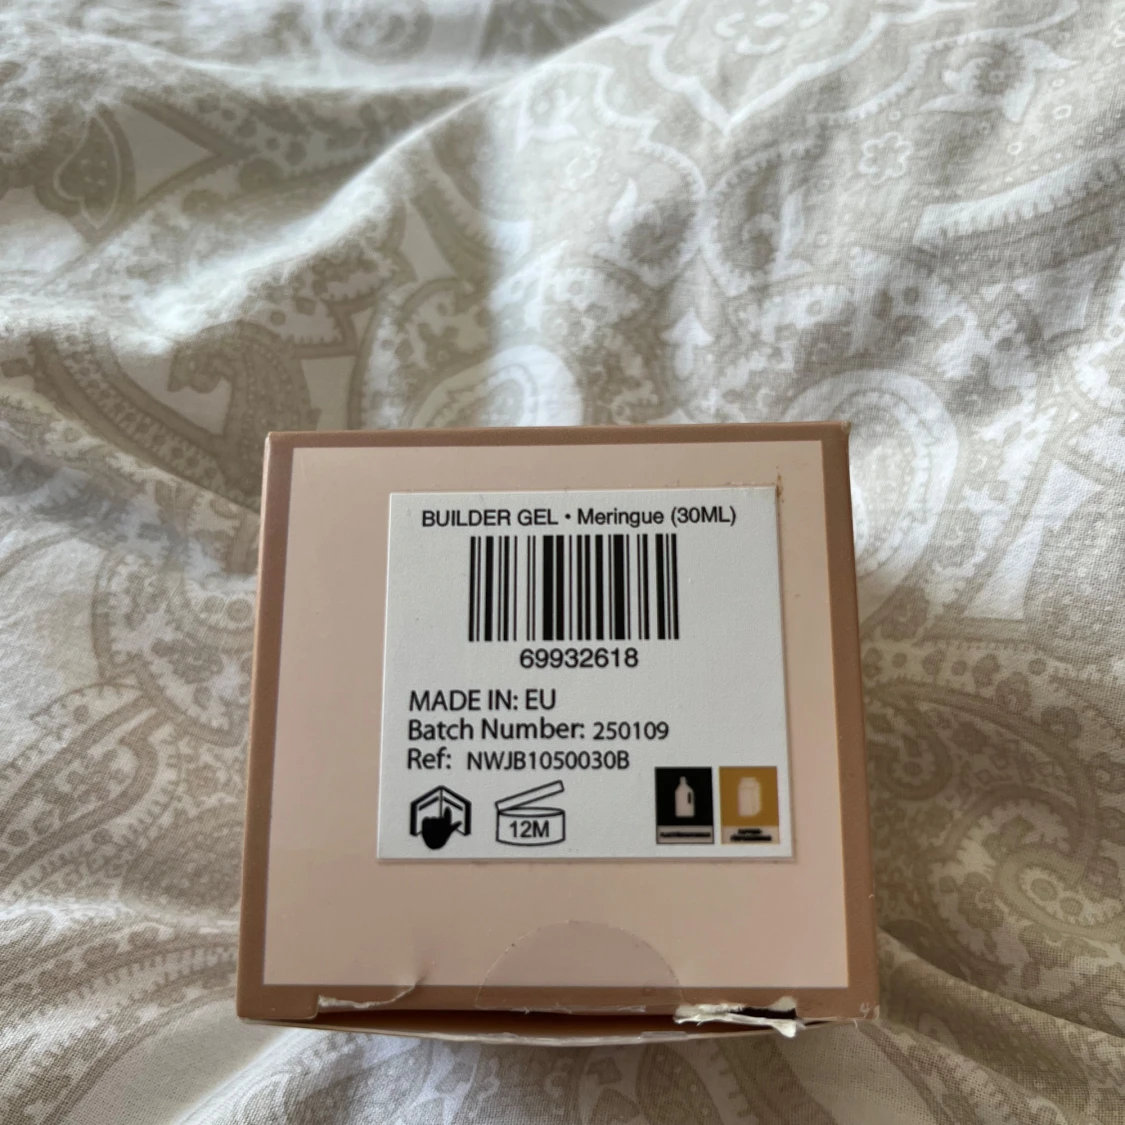 BUILDER GEL • Meringue (30ML)
69932618
MADE IN: EU
Batch Number: 250109
Ref: NWJB1050030B
12M